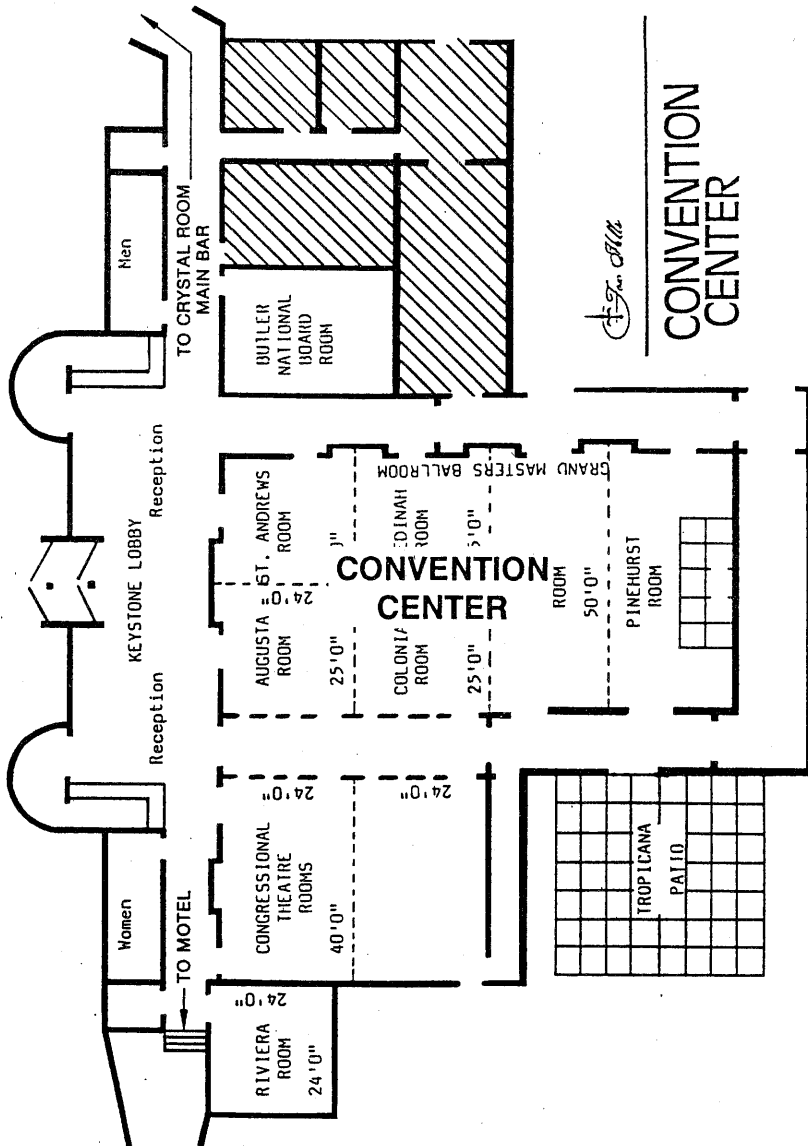 TO CRYSTAL ROOM
MAIN BAR
Men
BUTLER
NATIONAL
BOARD
ROOM
Reception
KEYSTONE LOBBY
Reception
ST. ANDREWS
ROOM
24'0"
AUGUSTA
ROOM
25'0"
GRAND MASTERS BALLROOM
ROOM
CONVENTION
CENTER
ROOM
25'0"
ROOM
50'0"
PINEHURST
ROOM
Women
TO MOTEL
CONGRESSIONAL
THEATRE
ROOMS
24'0"
40'0"
24'0"
RIVIERA
ROOM
24'0"
24'0"
TROPICANA
PATIO
CONVENTION
CENTER